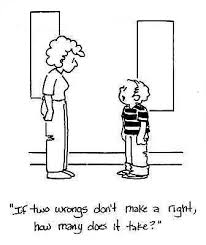 "If two wrongs don't make a right,
how many does it take?"